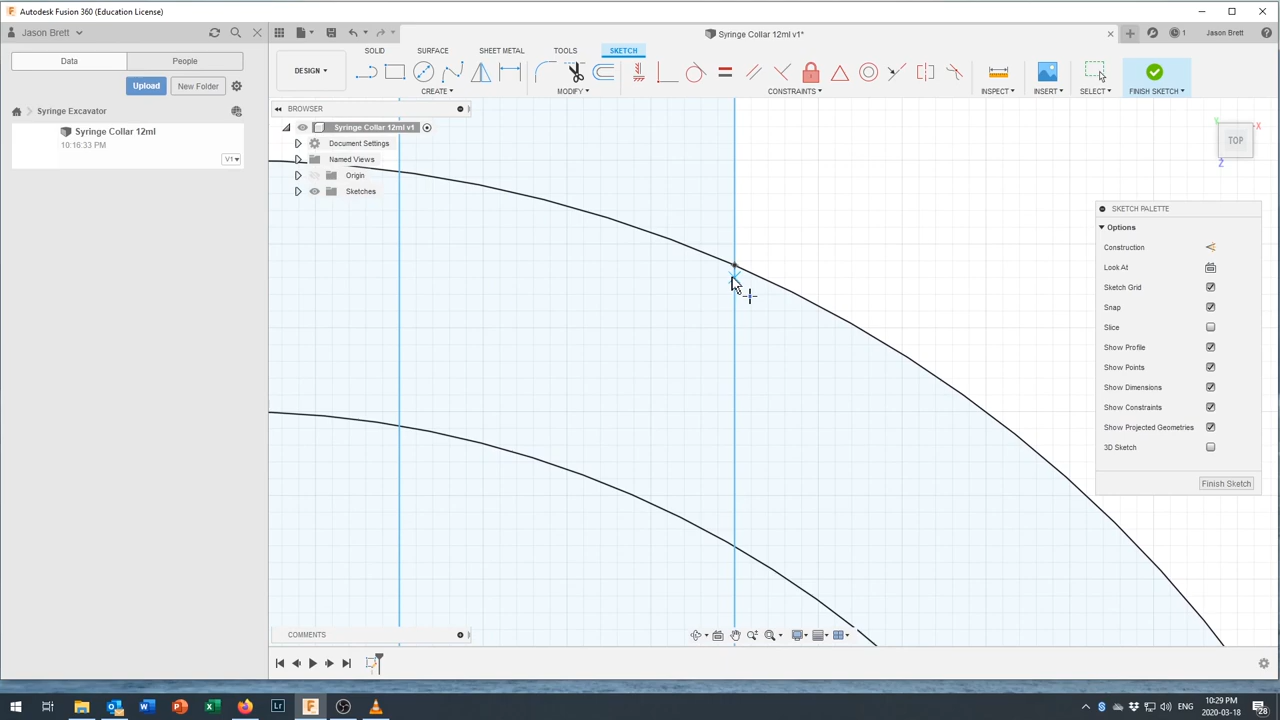 Autodesk Fusion 360 (Education License)
Jason Brett
Syringe Collar 12ml v1*
1
Jason Brett
Data
People
Upload
New Folder
Syringe Excavator
Syringe Collar 12ml
10:16:33 PM
V1
DESIGN
SOLID
SURFACE
SHEET METAL
TOOLS
SKETCH
CREATE
MODIFY
CONSTRAINTS
INSPECT
INSERT
SELECT
FINISH SKETCH
BROWSER
Syringe Collar 12ml v1
Document Settings
Named Views
Origin
Sketches
TOP
X
Z
SKETCH PALETTE
Options
Construction
Look At
Sketch Grid
Snap
Slice
Show Profile
Show Points
Show Dimensions
Show Constraints
Show Projected Geometries
3D Sketch
Finish Sketch
COMMENTS
ENG
10:29 PM
2020-03-18
28